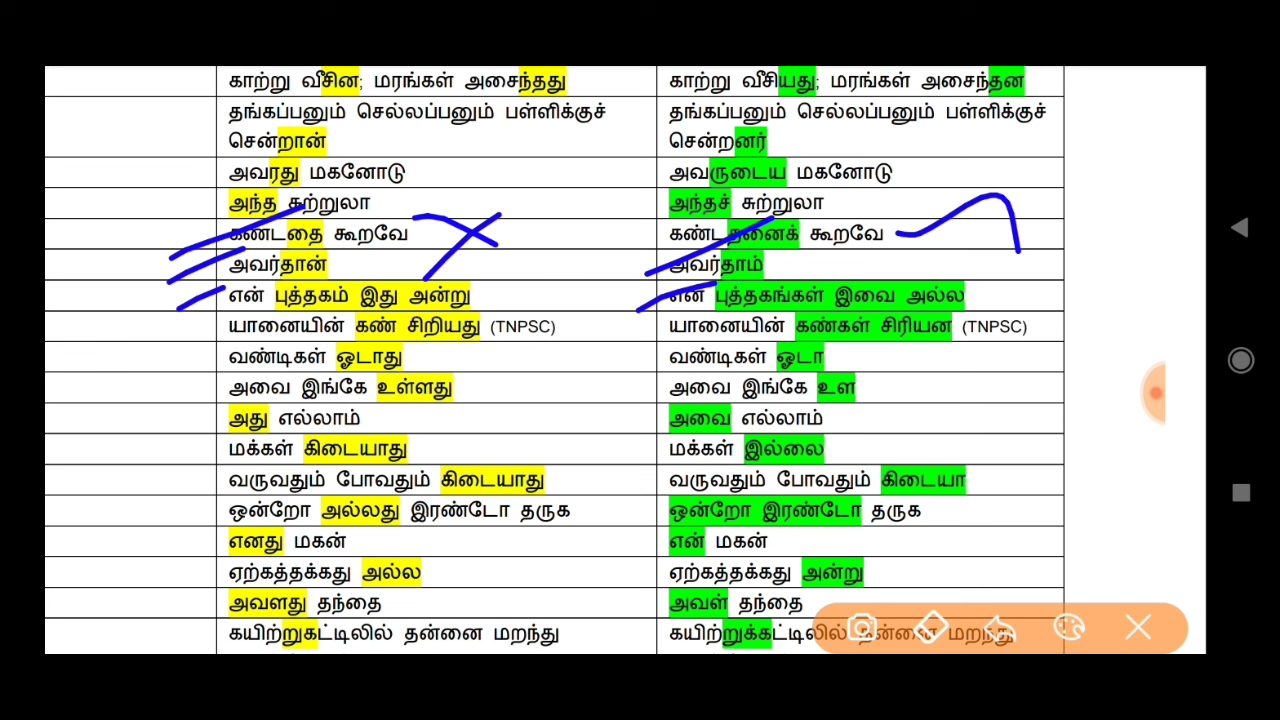 காற்று வீசின; மரங்கள் அசைந்தது
காற்று வீசியது; மரங்கள் அசைந்தன
தங்கப்பனும் செல்லப்பனும் பள்ளிக்குச்
சென்றான்
தங்கப்பனும் செல்லப்பனும் பள்ளிக்குச்
சென்றனர்
அவரது மகனோடு
அவருடைய மகனோடு
அந்த சுற்றுலா
அந்தச் சுற்றுலா
கண்டதை கூறவே
கண்டதனைக் கூறவே
அவர்தான்
அவர்தாம்
என் புத்தகம் இது அன்று
என் புத்தகங்கள் இவை அல்ல
யானையின் கண் சிறியது (TNPSC)
யானையின் கண்கள் சிரியன (TNPSC)
வண்டிகள் ஓடாது
வண்டிகள் ஓடா
அவை இங்கே உள்ளது
அவை இங்கே உள
அது எல்லாம்
அவை எல்லாம்
மக்கள் கிடையாது
மக்கள் இல்லை
வருவதும் போவதும் கிடையாது
வருவதும் போவதும் கிடையா
ஒன்றோ அல்லது இரண்டோ தருக
ஒன்றோ இரண்டோ தருக
எனது மகன்
என் மகன்
ஏற்கத்தக்கது அல்ல
ஏற்கத்தக்கது அன்று
அவளது தந்தை
அவள் தந்தை
கயிற்றுகட்டிலில் தன்னை மறந்து
கயிற்றுக்கட்டிலில் தன்னை மறந்து